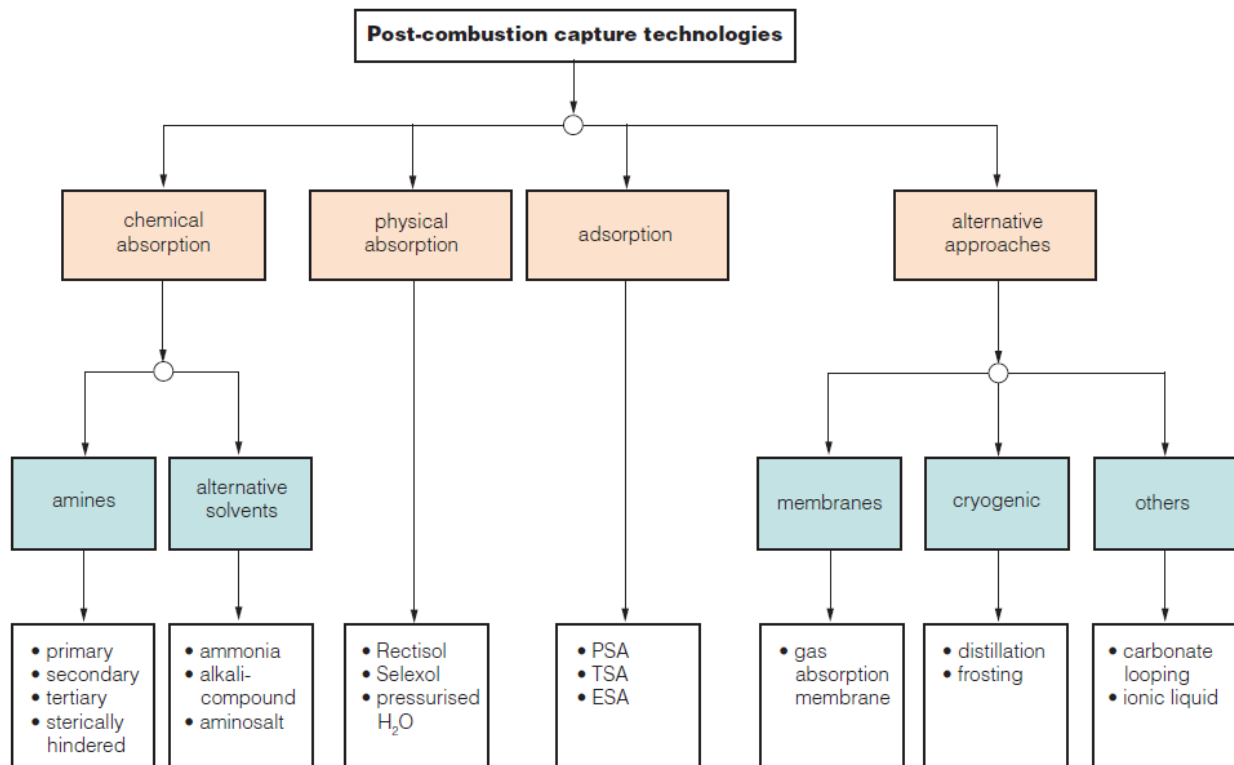 Post-combustion capture technologies
chemical
absorption
physical
absorption
adsorption
alternative
approaches
amines
alternative
solvents
membranes
cryogenic
others
• primary
• secondary
• tertiary
• sterically
hindered
• ammonia
• alkali-
compound
• aminosalt
• Rectisol
• Selexol
• pressurised
H₂O
• PSA
• TSA
• ESA
• gas
absorption
membrane
• distillation
• frosting
• carbonate
looping
• ionic liquid